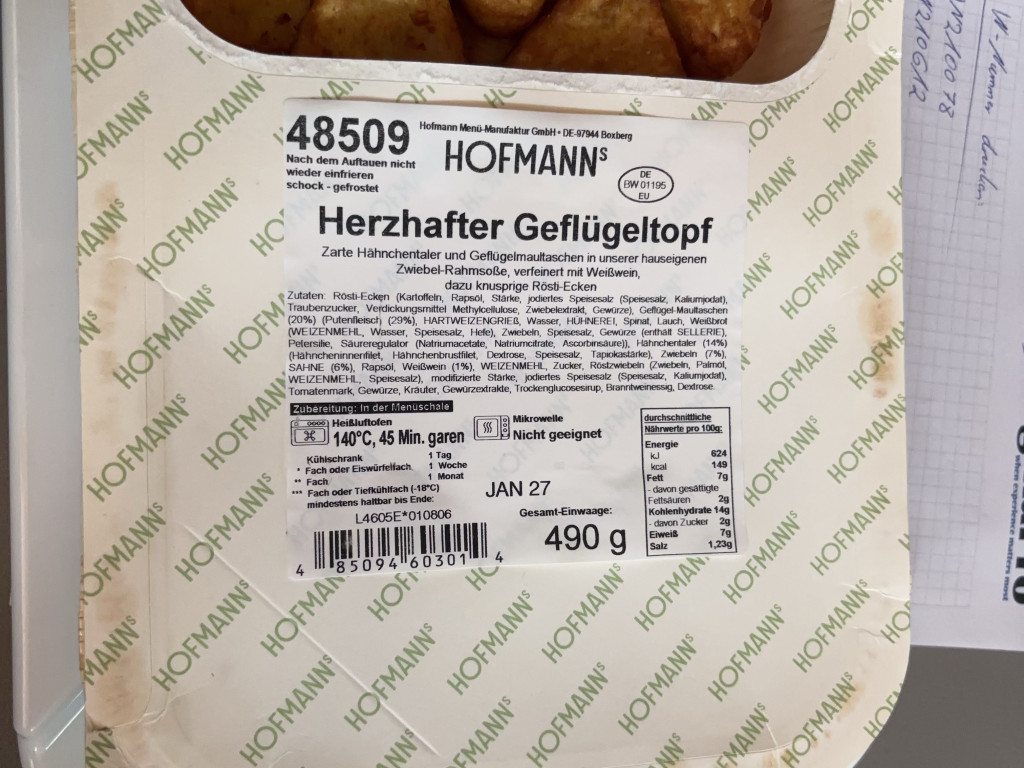 48509
Hofmann Menü-Manufaktur GmbH • DE-97944 Boxberg
HOFMANNS
Nach dem Auftauen nicht
wieder einfrieren
schock - gefrostet
DE
BW 01195
EU
Herzhafter Geflügeltopf
Zarte Hähnchentaler und Geflügelmaultaschen in unserer hauseigenen
Zwiebel-Rahmsoße, verfeinert mit Weißwein,
dazu knusprige Rösti-Ecken
Zutaten: Rösti-Ecken (Kartoffeln, Rapsöl, Stärke, jodiertes Speisesalz (Speisesalz, Kaliumjodat),
Traubenzucker, Verdickungsmittel Methylcellulose, Zwiebelextrakt, Gewürze), Geflügel-Maultaschen
(20%) (Putenfleisch) (29%), HARTWEIZENGRIEß, Wasser, HÜHNEREI, Spinat, Lauch, Weißbrot
(WEIZENMEHL, Wasser, Speisesalz, Hefe), Zwiebeln, Speisesalz, Gewürze (enthält SELLERIE),
Petersilie, Säureregulator (Natriumacetate, Natriumcitrate, Ascorbinsäure)), Hähnchentaler (14%)
(Hähncheninnenfilet, Hähnchenbrustfilet, Dextrose, Speisesalz, Tapiokastärke), Zwiebeln (7%),
SAHNE (6%), Rapsöl, Weißwein (1%), WEIZENMEHL, Zucker, Röstzwiebeln (Zwiebeln, Palmöl,
WEIZENMEHL, Speisesalz), modifizierte Stärke, jodiertes Speisesalz (Speisesalz, Kaliumjodat),
Tomatenmark, Gewürze, Kräuter, Gewürzextrakte, Trockenglucosesirup, Branntweinessig, Dextrose.
Zubereitung: In der Menüschale
Heißluftofen
140°C, 45 Min. garen
Mikrowelle
Nicht geeignet
Kühlschrank 1 Tag
* Fach oder Eiswürfelfach. 1 Woche
** Fach 1 Monat
*** Fach oder Tiefkühlfach (-18°C)
mindestens haltbar bis Ende:
JAN 27
L4605E*010806
4 85094 60301 4
Gesamt-Einwaage:
490 g
durchschnittliche
Nährwerte pro 100g:
Energie
kJ 624
kcal 149
Fett 7g
- davon gesättigte
Fettsäuren 2g
Kohlenhydrate 14g
- davon Zucker 2g
Eiweiß 7g
Salz 1,23g